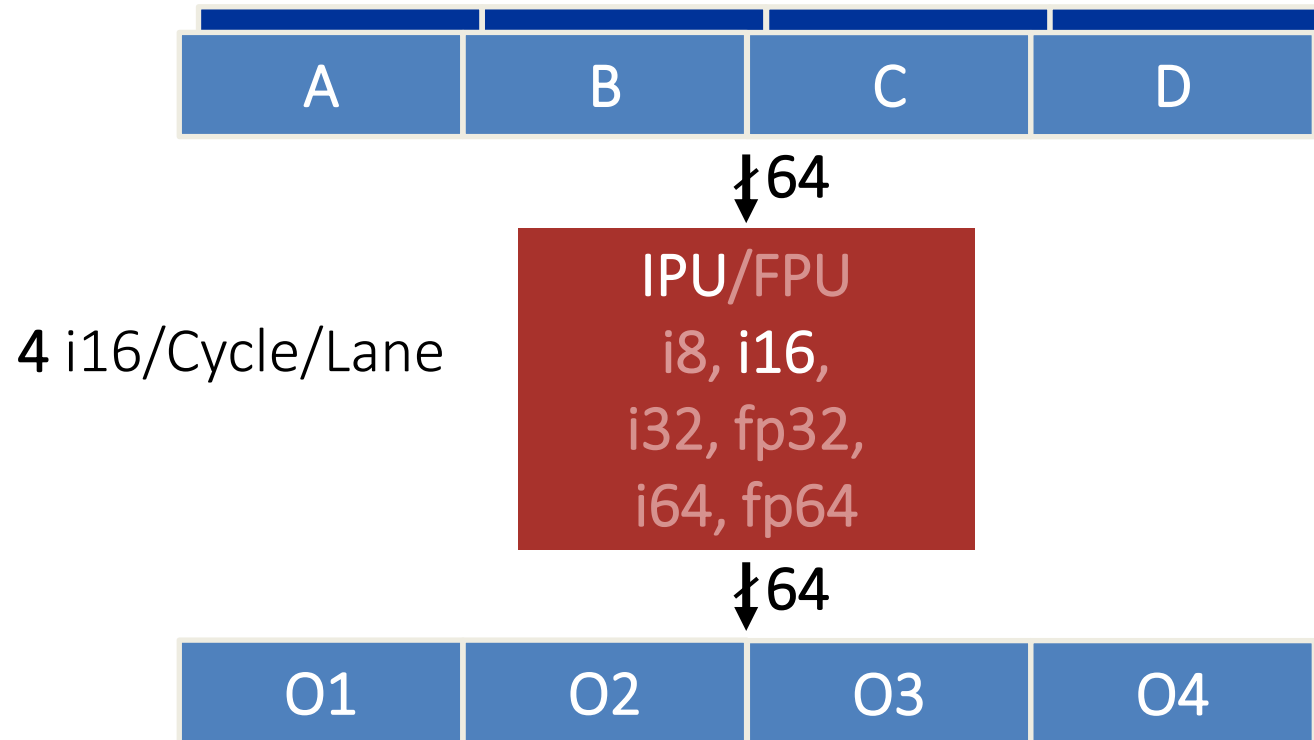 A B C D
64
IPU/FPU
4 i16/Cycle/Lane
i8, i16,
i32, fp32,
i64, fp64
64
O1 O2 O3 O4